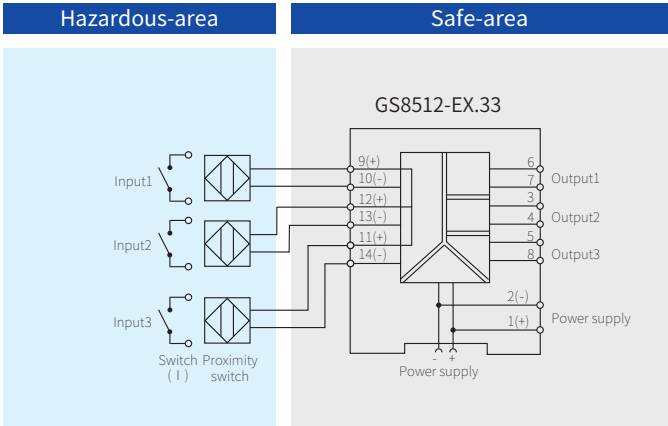 Hazardous-area
Safe-area
GS8512-EX.33
Input1
Input2
Input3
Switch
( I )
Proximity
switch
9(+)
10(-)
12(+)
13(-)
11(+)
14(-)
6
7
3
4
5
8
Output1
Output2
Output3
2(-)
1(+)
Power supply
- +
Power supply